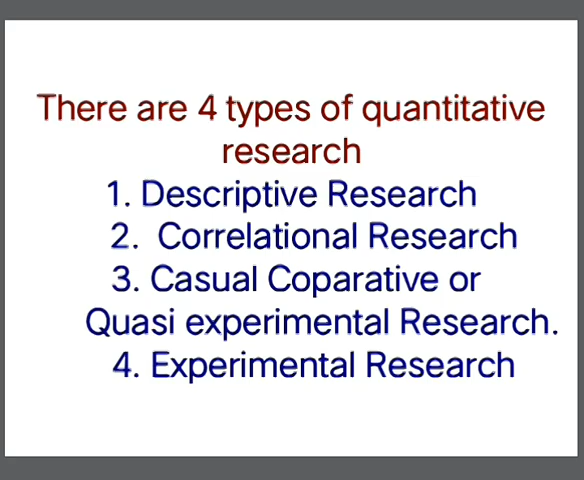 There are 4 types of quantitative
research
1. Descriptive Research
2. Correlational Research
3. Casual Coparative or
Quasi experimental Research.
4. Experimental Research